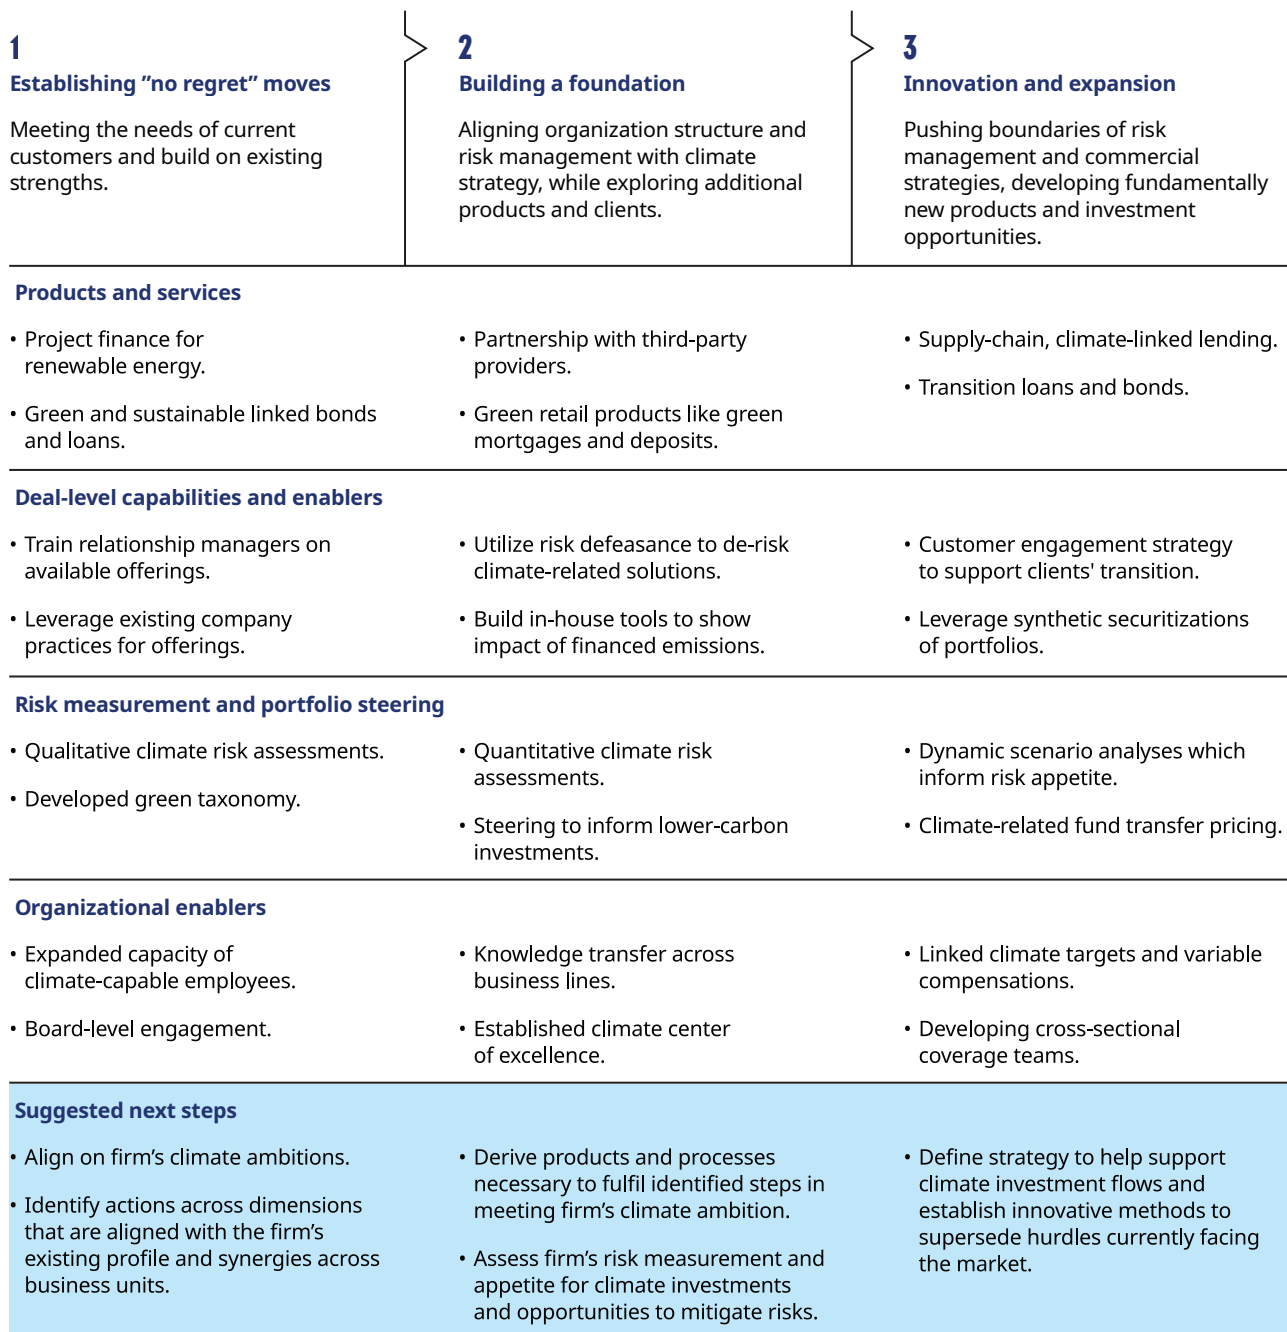 1
Establishing ”no regret” moves
Meeting the needs of current
customers and build on existing
strengths.
2
Building a foundation
Aligning organization structure and
risk management with climate
strategy, while exploring additional
products and clients.
3
Innovation and expansion
Pushing boundaries of risk
management and commercial
strategies, developing fundamentally
new products and investment
opportunities.
Products and services
• Project finance for
renewable energy.
• Green and sustainable linked bonds
and loans.
• Partnership with third-party
providers.
• Green retail products like green
mortgages and deposits.
• Supply-chain, climate-linked lending.
• Transition loans and bonds.
Deal-level capabilities and enablers
• Train relationship managers on
available offerings.
• Leverage existing company
practices for offerings.
• Utilize risk defeasance to de-risk
climate-related solutions.
• Build in-house tools to show
impact of financed emissions.
• Customer engagement strategy
to support clients' transition.
• Leverage synthetic securitizations
of portfolios.
Risk measurement and portfolio steering
• Qualitative climate risk assessments.
• Developed green taxonomy.
• Quantitative climate risk
assessments.
• Steering to inform lower-carbon
investments.
• Dynamic scenario analyses which
inform risk appetite.
• Climate-related fund transfer pricing.
Organizational enablers
• Expanded capacity of
climate-capable employees.
• Board-level engagement.
• Knowledge transfer across
business lines.
• Established climate center
of excellence.
• Linked climate targets and variable
compensations.
• Developing cross-sectional
coverage teams.
Suggested next steps
• Align on firm’s climate ambitions.
• Identify actions across dimensions
that are aligned with the firm’s
existing profile and synergies across
business units.
• Derive products and processes
necessary to fulfil identified steps in
meeting firm’s climate ambition.
• Assess firm’s risk measurement and
appetite for climate investments
and opportunities to mitigate risks.
• Define strategy to help support
climate investment flows and
establish innovative methods to
supersede hurdles currently facing
the market.